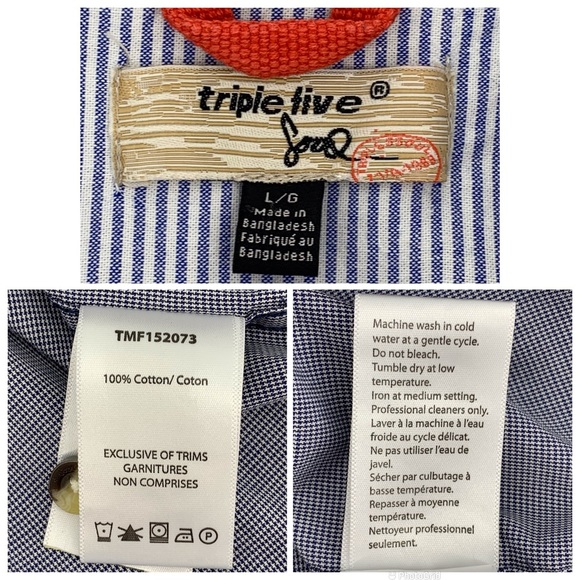 triple five ®
Soul
L/G
Made in
Bangladesh
Fabriqué au
Bangladesh
TMF152073
100% Cotton/ Coton
EXCLUSIVE OF TRIMS
GARNITURES
NON COMPRISES
P
Machine wash in cold
water at a gentle cycle.
Do not bleach.
Tumble dry at low
temperature.
Iron at medium setting.
Professional cleaners only.
Laver à la machine à l'eau
froide au cycle délicat.
Ne pas utiliser l'eau de
javel.
Sécher par culbutage à
basse température.
Repasser à moyenne
température.
Nettoyeur professionnel
seulement.